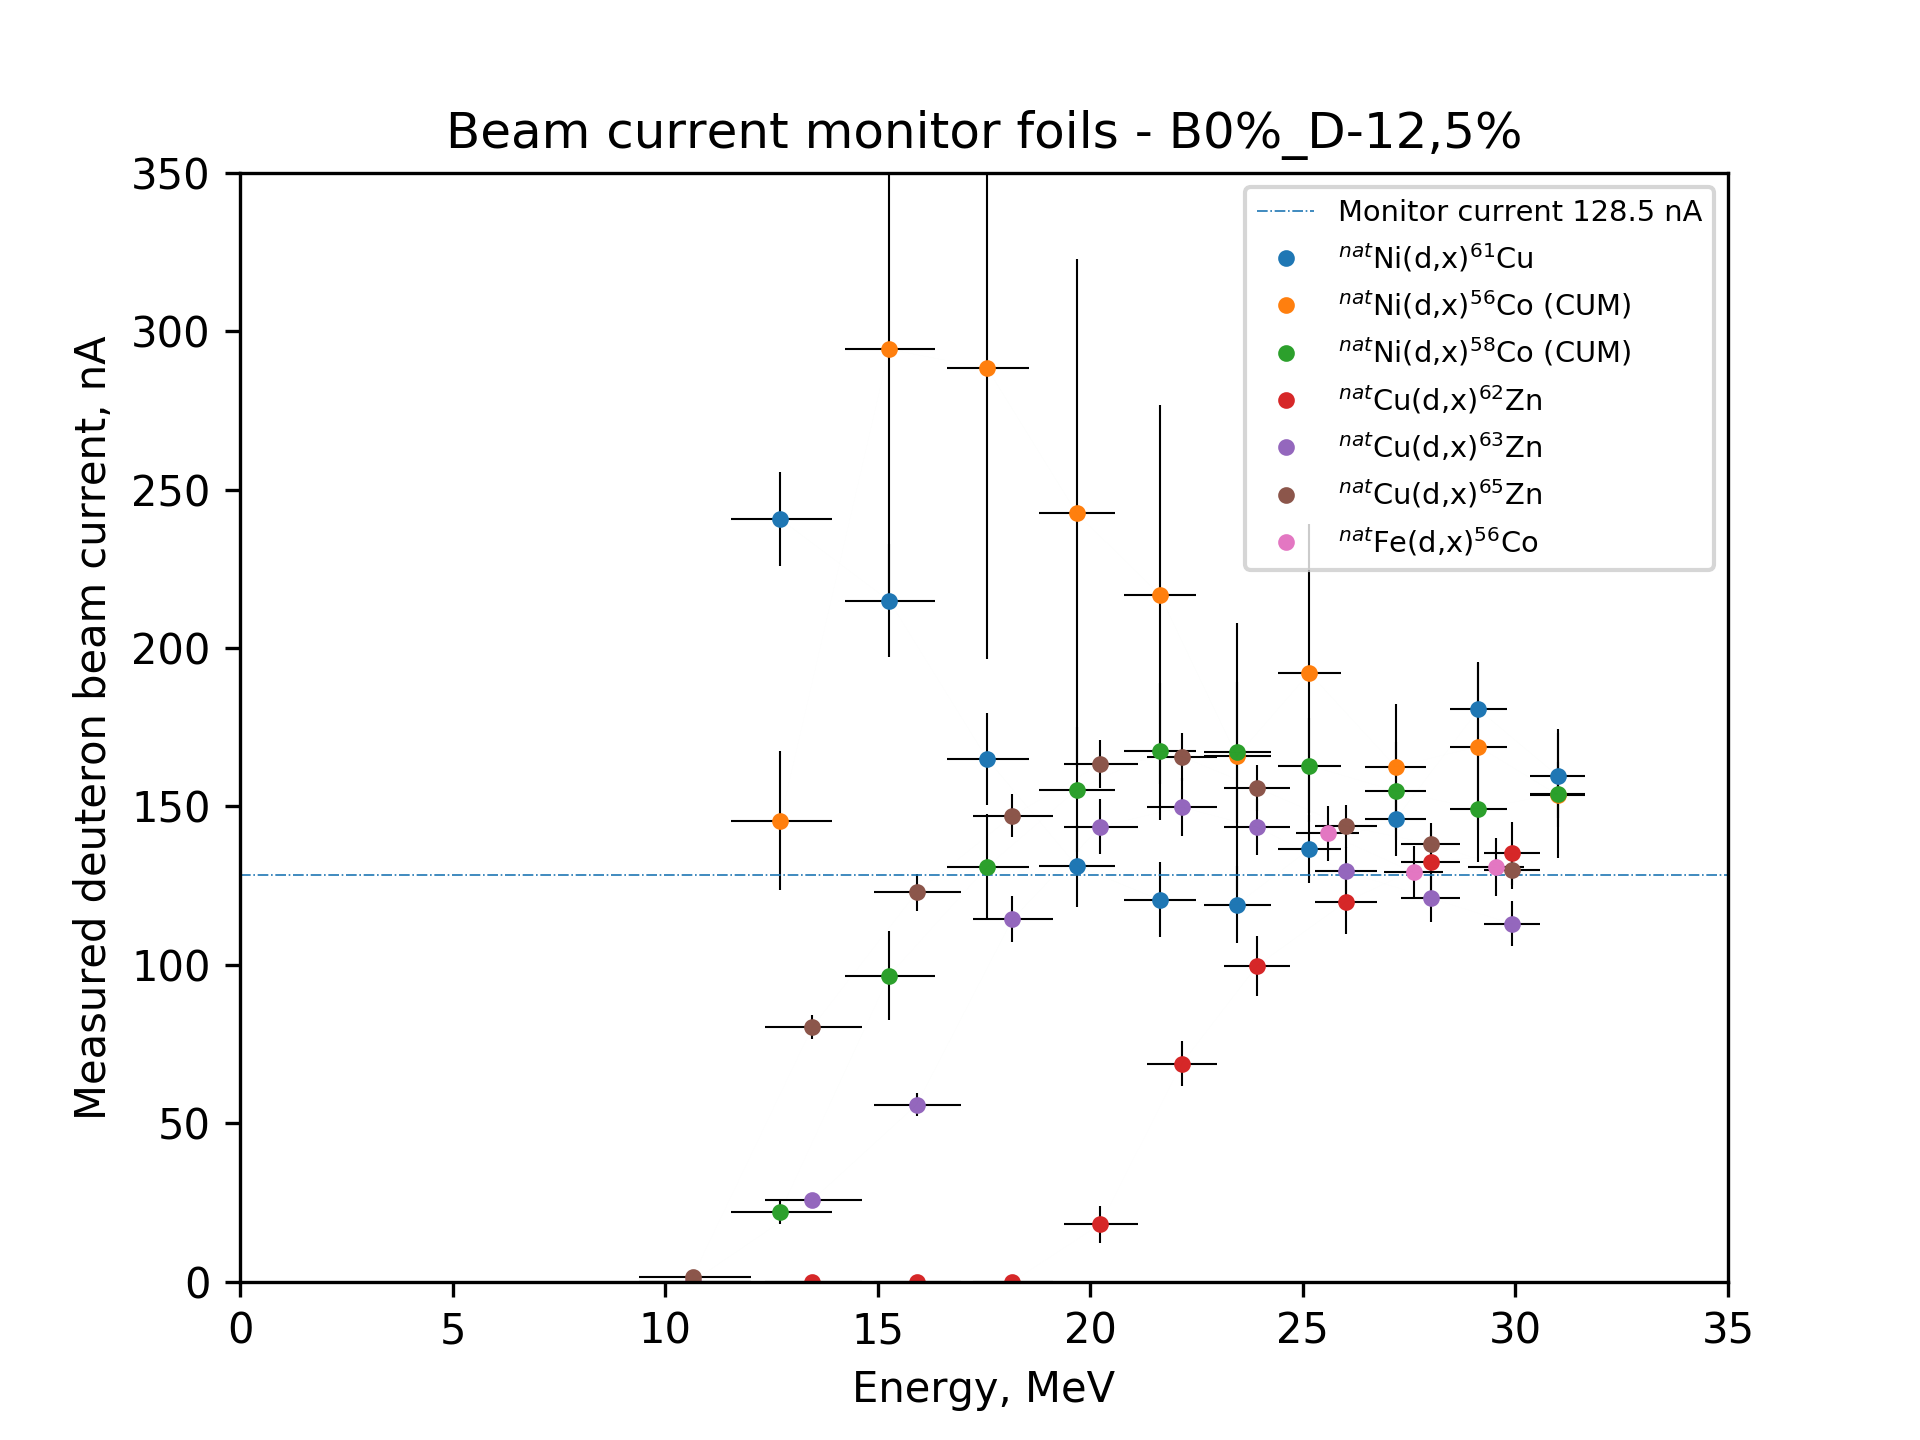 Beam current monitor foils - B0%_D-12,5%
350
300
250
200
150
100
50
0
Measured deuteron beam current, nA
Monitor current 128.5 nA
ⁿᵃᵗNi(d,x)⁶¹Cu
ⁿᵃᵗNi(d,x)⁵⁶Co (CUM)
ⁿᵃᵗNi(d,x)⁵⁸Co (CUM)
ⁿᵃᵗCu(d,x)⁶²Zn
ⁿᵃᵗCu(d,x)⁶³Zn
ⁿᵃᵗCu(d,x)⁶⁵Zn
ⁿᵃᵗFe(d,x)⁵⁶Co
0 5 10 15 20 25 30 35
Energy, MeV